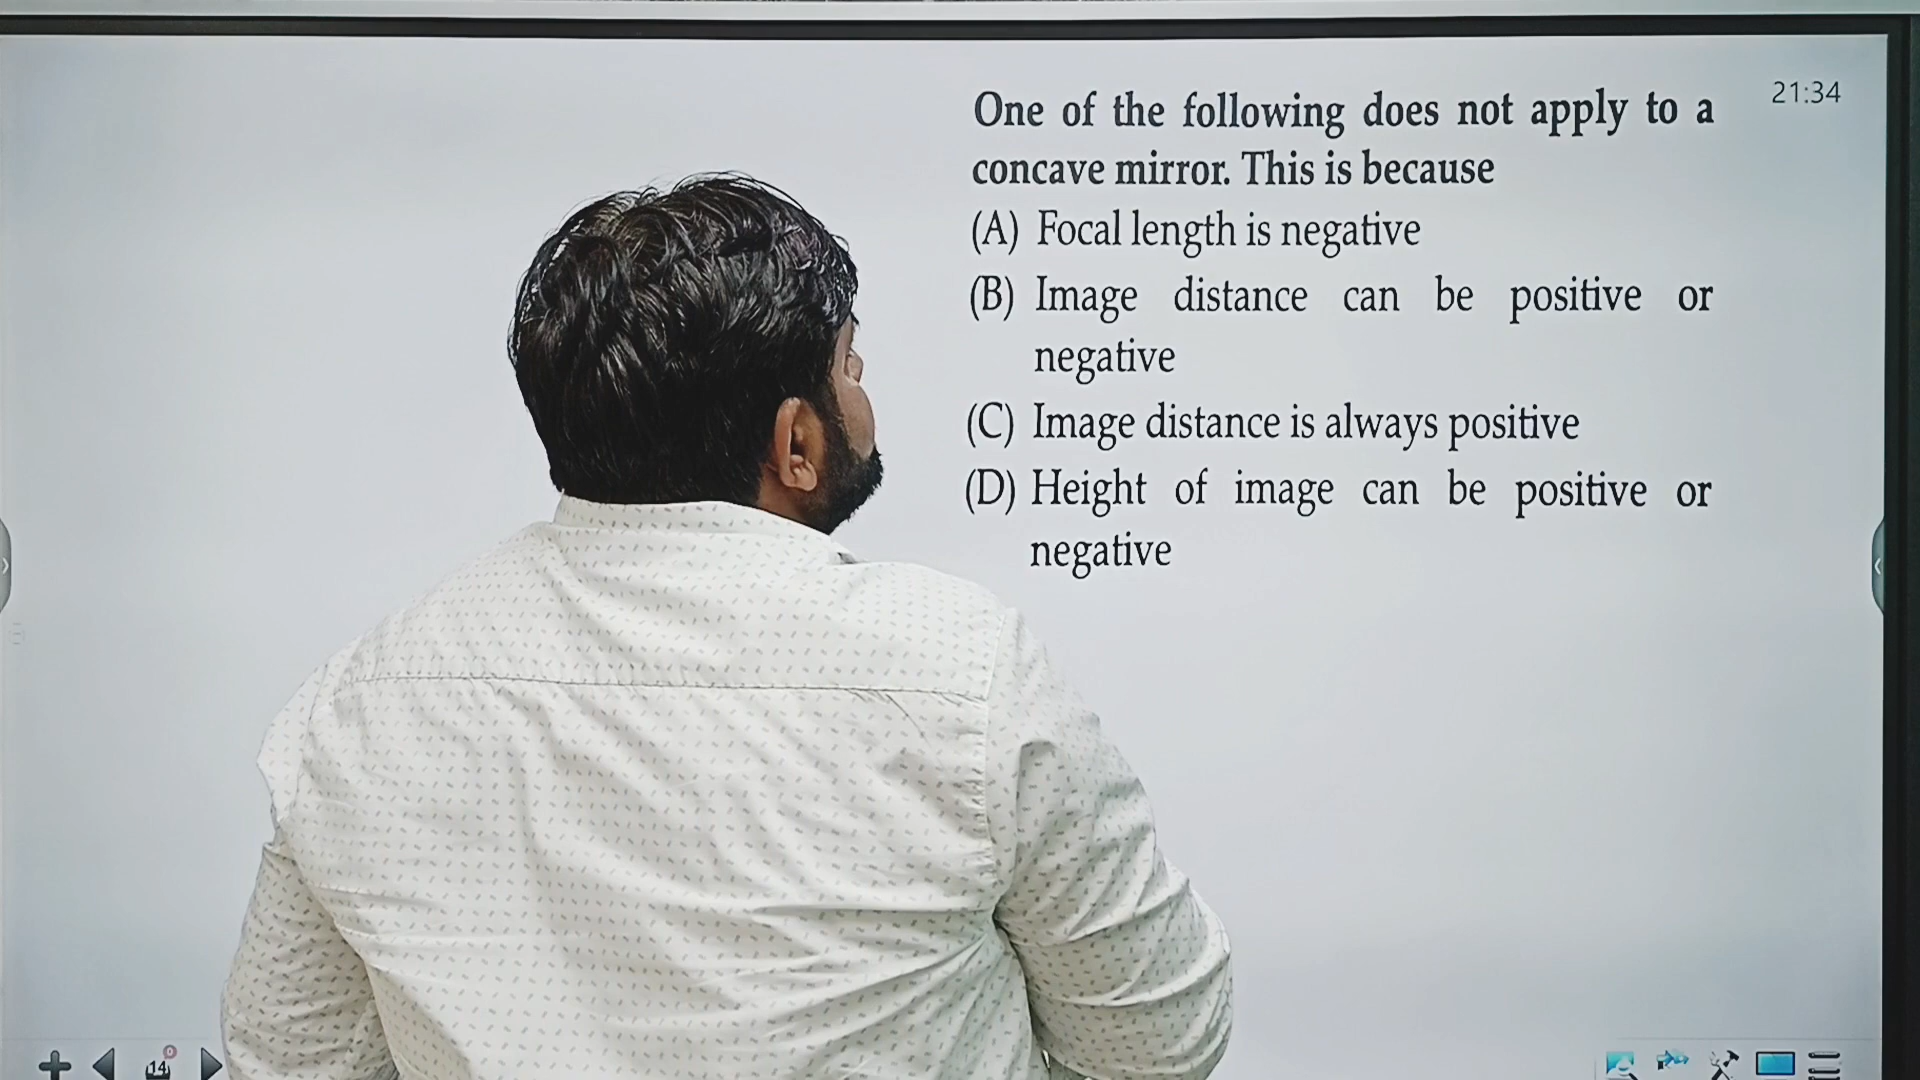 21:34
One of the following does not apply to a
concave mirror. This is because
(A) Focal length is negative
(B) Image distance can be positive or
negative
(C) Image distance is always positive
(D) Height of image can be positive or
negative
14
0